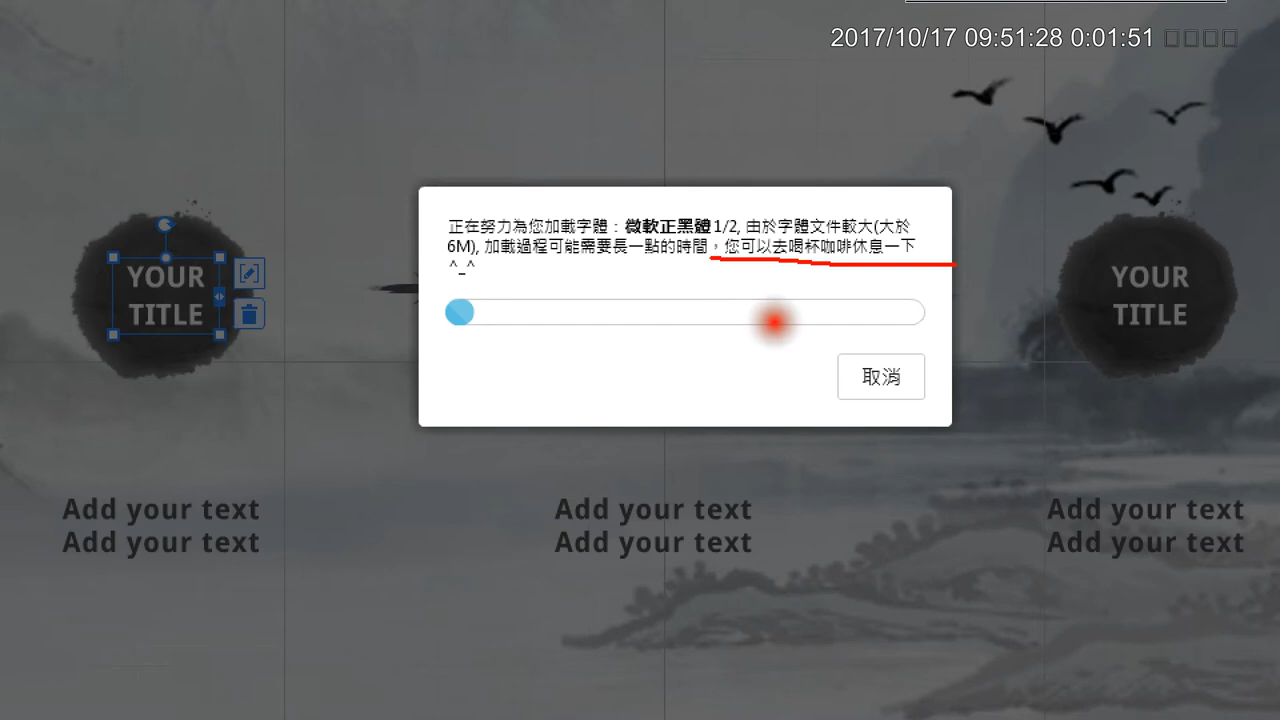 2017/10/17 09:51:28 0:01:51
正在努力為您加載字體：微軟正黑體1/2, 由於字體文件較大(大於
6M), 加載過程可能需要長一點的時間，您可以去喝杯咖啡休息一下
^_^
取消
YOUR
TITLE
YOUR
TITLE
Add your text
Add your text
Add your text
Add your text
Add your text
Add your text